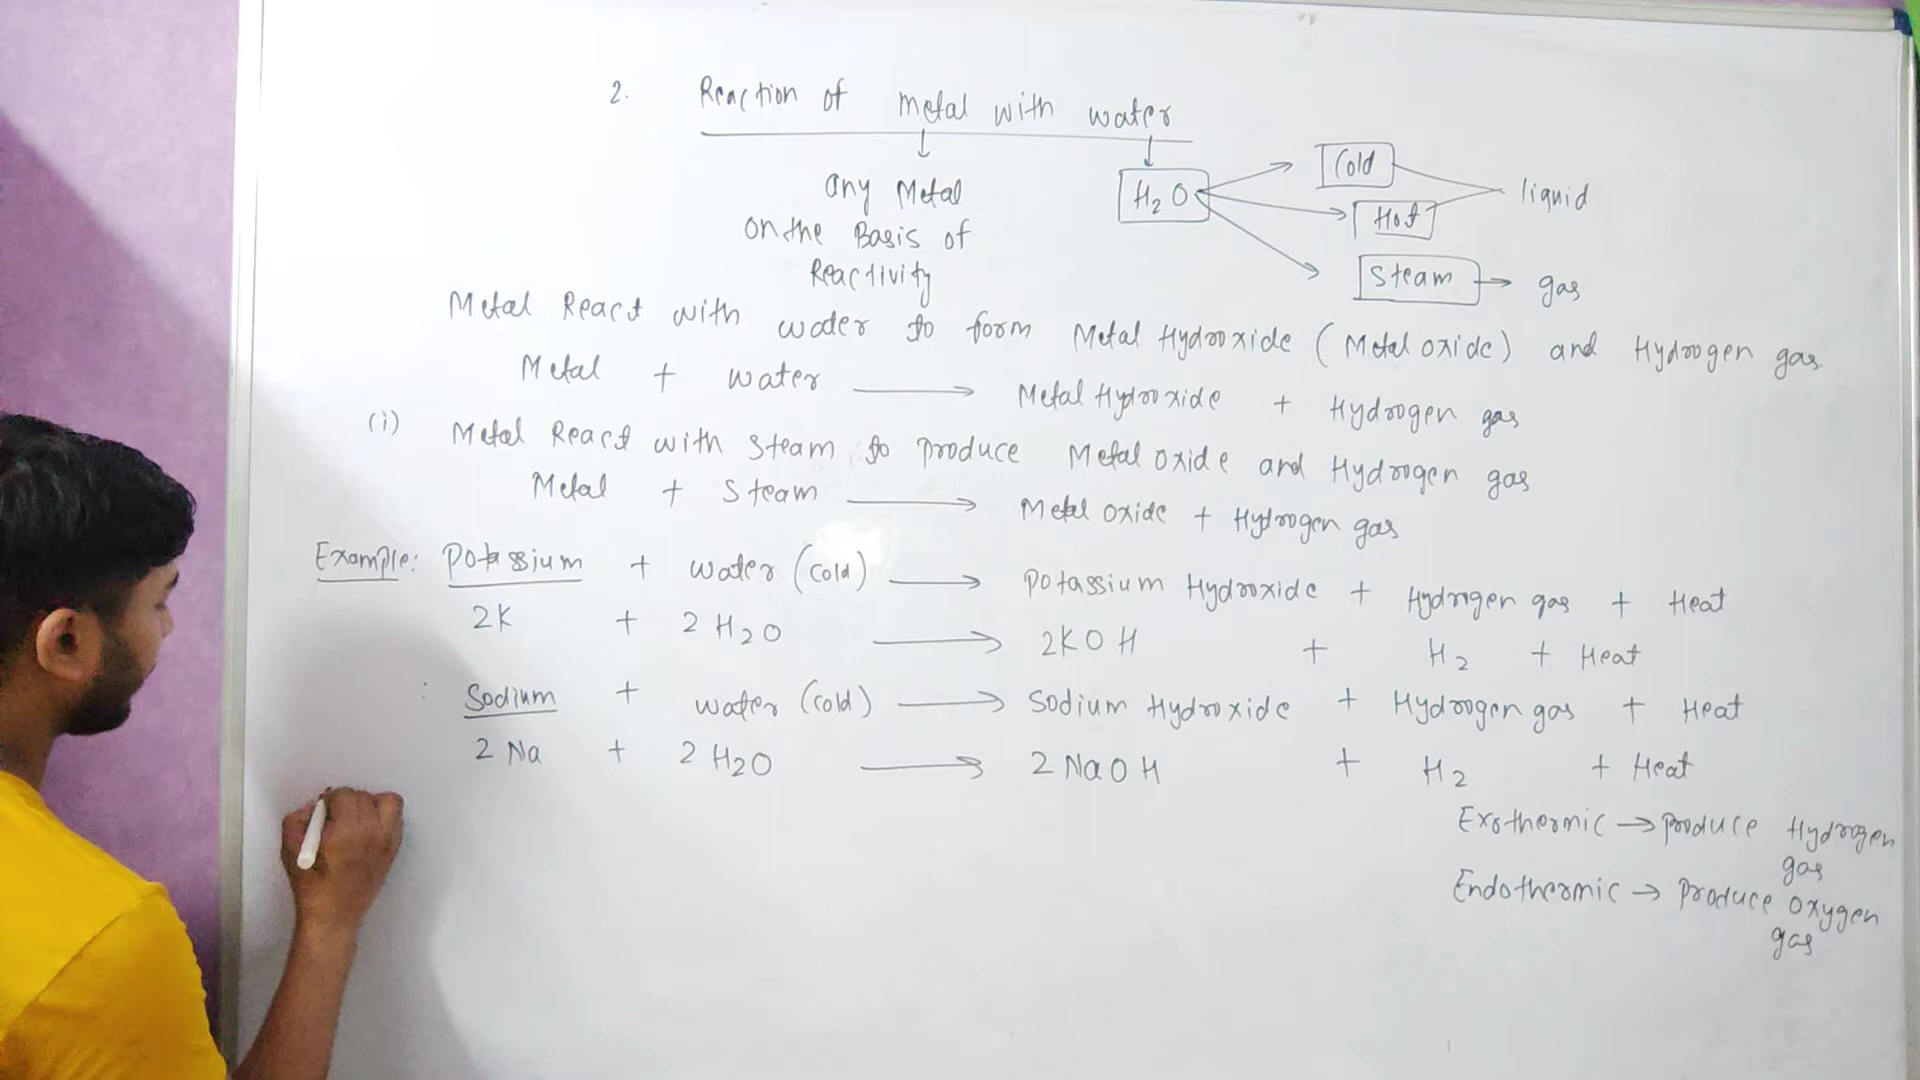 2. Reaction of metal with water
any Metal
on the Basis of
Reactivity
H2O
Cold
Hot
liquid
Steam → gas
Metal React with water to form Metal Hydroxide (Metal oxide) and Hydrogen gas.
Metal + water → Metal Hydroxide + Hydrogen gas
(i) Metal React with steam to produce Metal oxide and Hydrogen gas
Metal + Steam → Metal oxide + Hydrogen gas
Example: Potassium + water (cold) → Potassium Hydroxide + Hydrogen gas + Heat
2K + 2H2O → 2KOH + H2 + Heat
: Sodium + water (cold) → Sodium Hydroxide + Hydrogen gas + Heat
2Na + 2H2O → 2NaOH + H2 + Heat
Exothermic → produce Hydrogen
gas
Endothermic → produce oxygen
gas